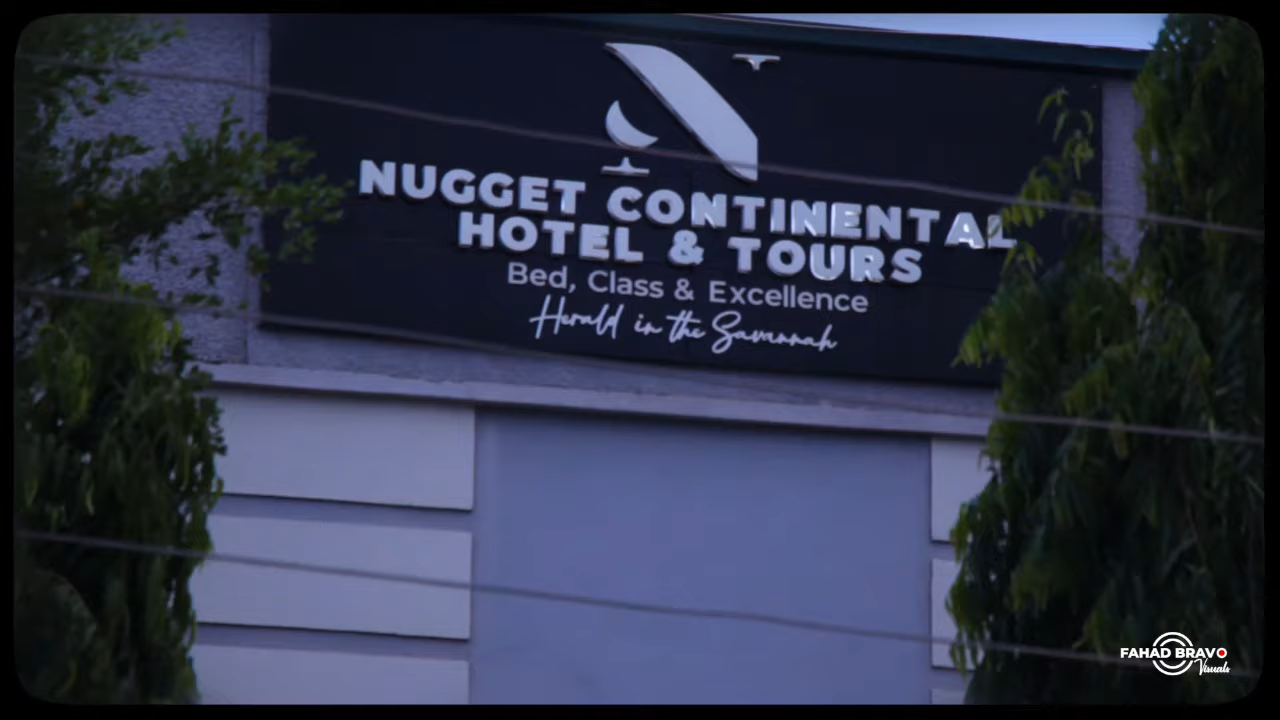 NUGGET CONTINENTAL
HOTEL & TOURS
Bed, Class & Excellence
Herald in the Savannah
FAHAD BRAVO
Visuals